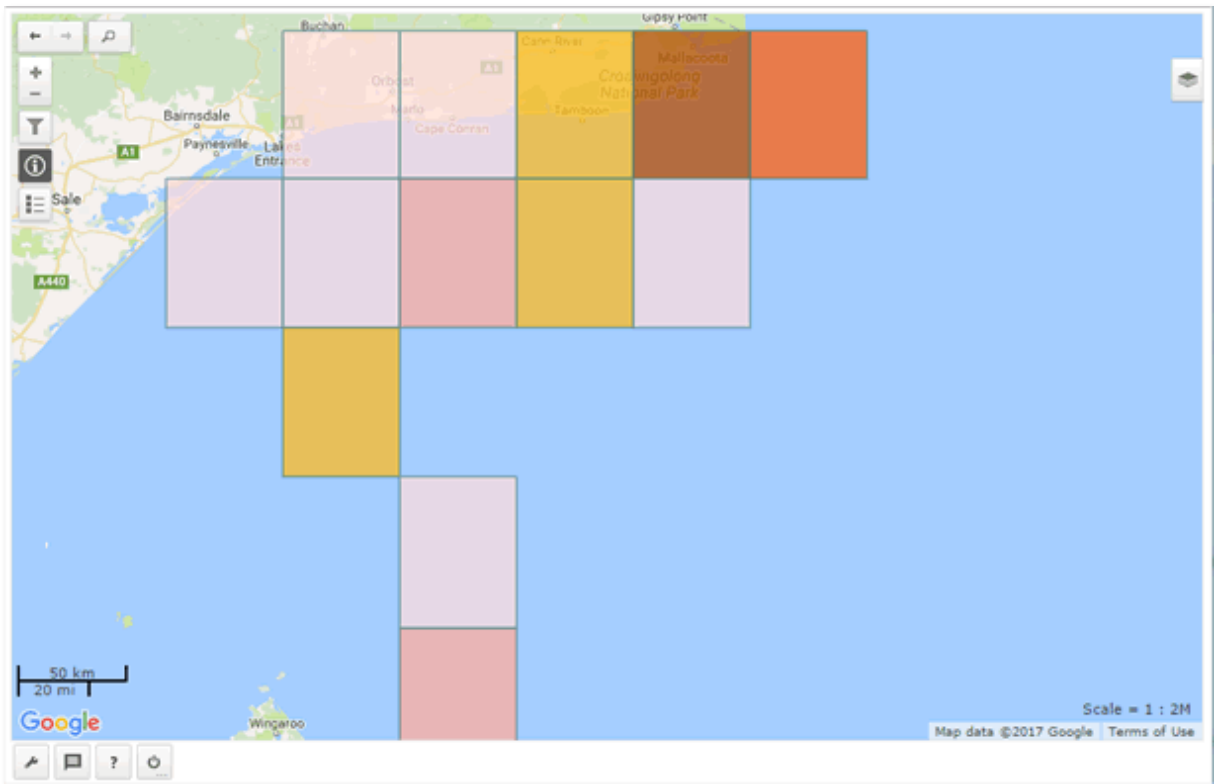 Gipsy Point
Buchan
Cann River
Mallacoota
A1
Orbost
Croajingolong
National Park
Marlo
Tamboon
Bairnsdale
A1
Cape Conran
Paynesville
Lakes
Entrance
A1
Sale
A440
50 km
20 mi
Scale = 1 : 2M
Google
Wingaroo
Map data ©2017 Google
Terms of Use
?